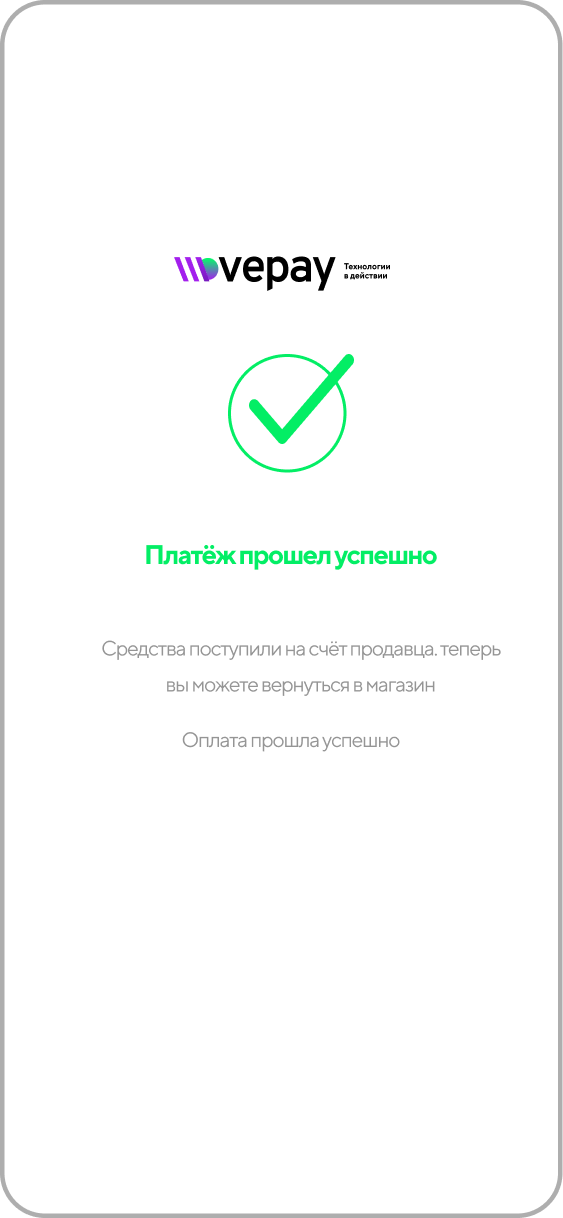 vepay
Технологии
в действии
Платёж прошел успешно
Средства поступили на счёт продавца. теперь
вы можете вернуться в магазин
Оплата прошла успешно